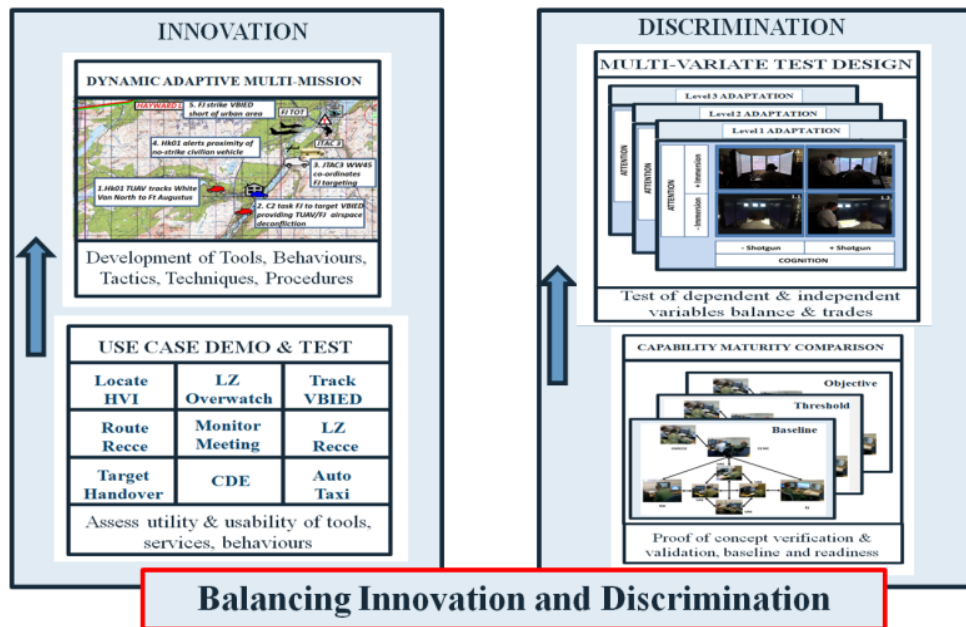 INNOVATION
DYNAMIC ADAPTIVE MULTI-MISSION
HAYWARD L
5. FJ strike VBIED
short of urban area
FJ TOT
JTAC 3
4. Hk01 alerts proximity of
no-strike civilian vehicle
3. JTAC3 WW45
co-ordinates
FJ targeting
1.Hk01 TUAV tracks White
Van North to Ft Augustus
2. C2 task FJ to target VBIED
providing TUAV/FJ airspace
deconfliction
Development of Tools, Behaviours,
Tactics, Techniques, Procedures
USE CASE DEMO & TEST
Locate
HVI
LZ
Overwatch
Track
VBIED
Route
Recce
Monitor
Meeting
LZ
Recce
Target
Handover
CDE
Auto
Taxi
Assess utility & usability of tools,
services, behaviours
DISCRIMINATION
MULTI-VARIATE TEST DESIGN
Level 3 ADAPTATION
Level 2 ADAPTATION
Level 1 ADAPTATION
ATTENTION
ATTENTION
ATTENTION
+ Immersion
- Immersion
- Shotgun
+ Shotgun
COGNITION
Test of dependent & independent
variables balance & trades
CAPABILITY MATURITY COMPARISON
Objective
Threshold
Baseline
Proof of concept verification &
validation, baseline and readiness
Balancing Innovation and Discrimination